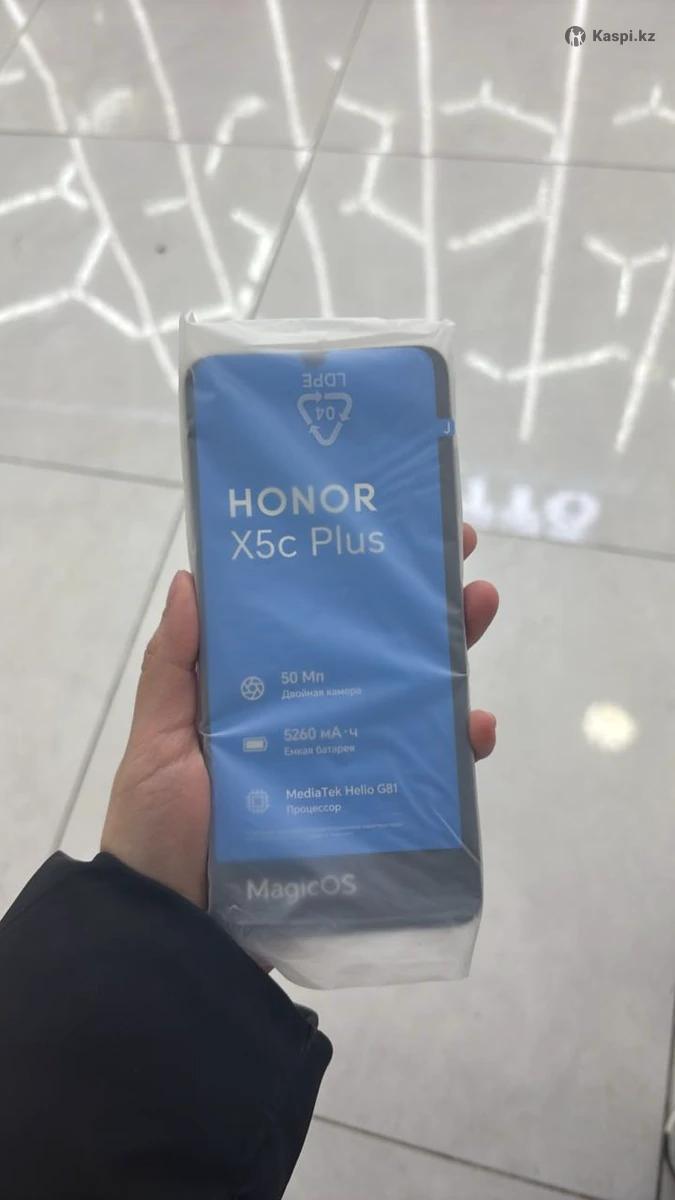 Kaspi.kz
LDPE
04
J
HONOR
X5c Plus
50 Мп
Двойная камера
5260 мА·ч
Емкая батарея
MediaTek Helio G81
Процессор
MagicOS